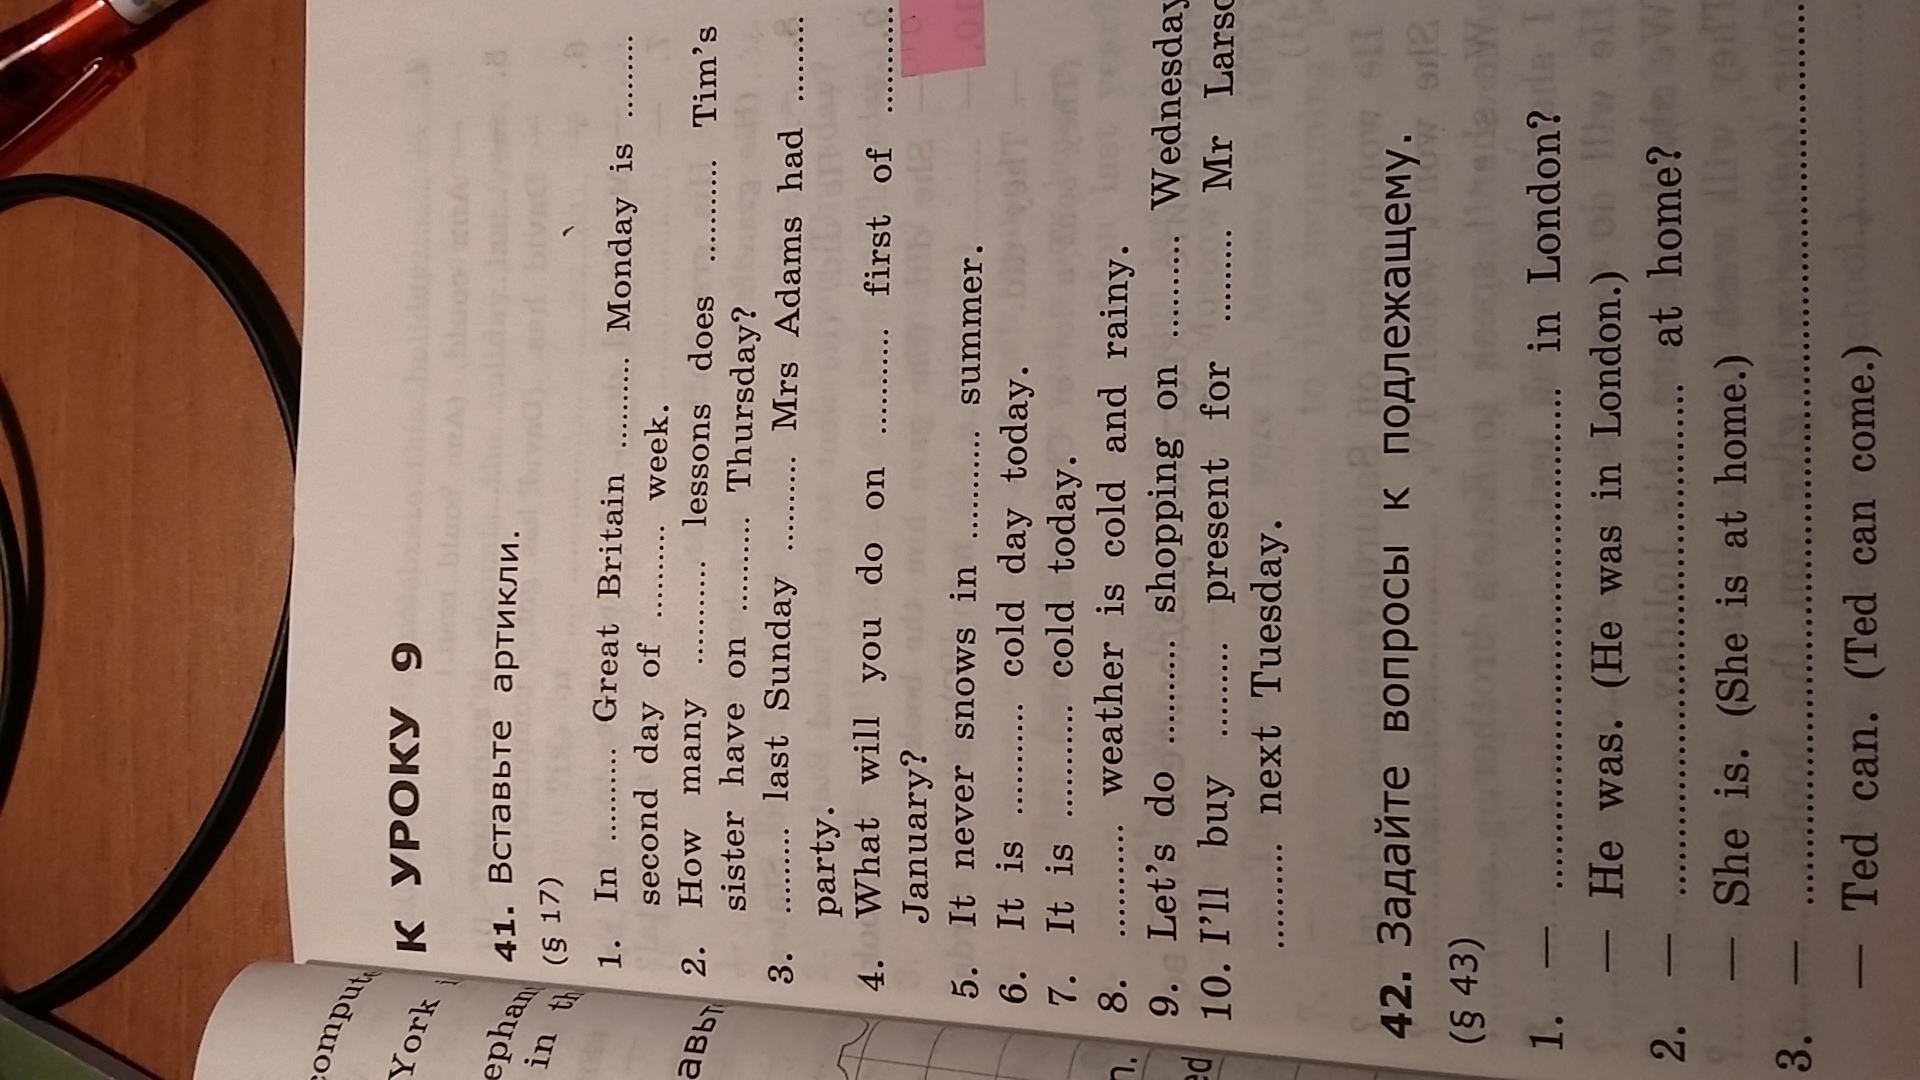 К УРОКУ 9
41. Вставьте артикли.
(§ 17)
1. In .......... Great Britain .......... Monday is ........
second day of .......... week.
2. How many .......... lessons does .......... Tim's
sister have on .......... Thursday?
3. .......... last Sunday .......... Mrs Adams had .........
party.
4. What will you do on .......... first of ..........
January?
5. It never snows in .......... summer.
6. It is .......... cold day today.
7. It is .......... cold today.
8. .......... weather is cold and rainy.
9. Let's do .......... shopping on .......... Wednesday
10. I'll buy .......... present for .......... Mr
.......... next Tuesday.
42. Задайте вопросы к подлежащему.
(§ 43)
1. — .......................................... in London?
— He was. (He was in London.)
2. — .......................................... at home?
— She is. (She is at home.)
3. — ..........................................
— Ted can. (Ted can come.)
York
in